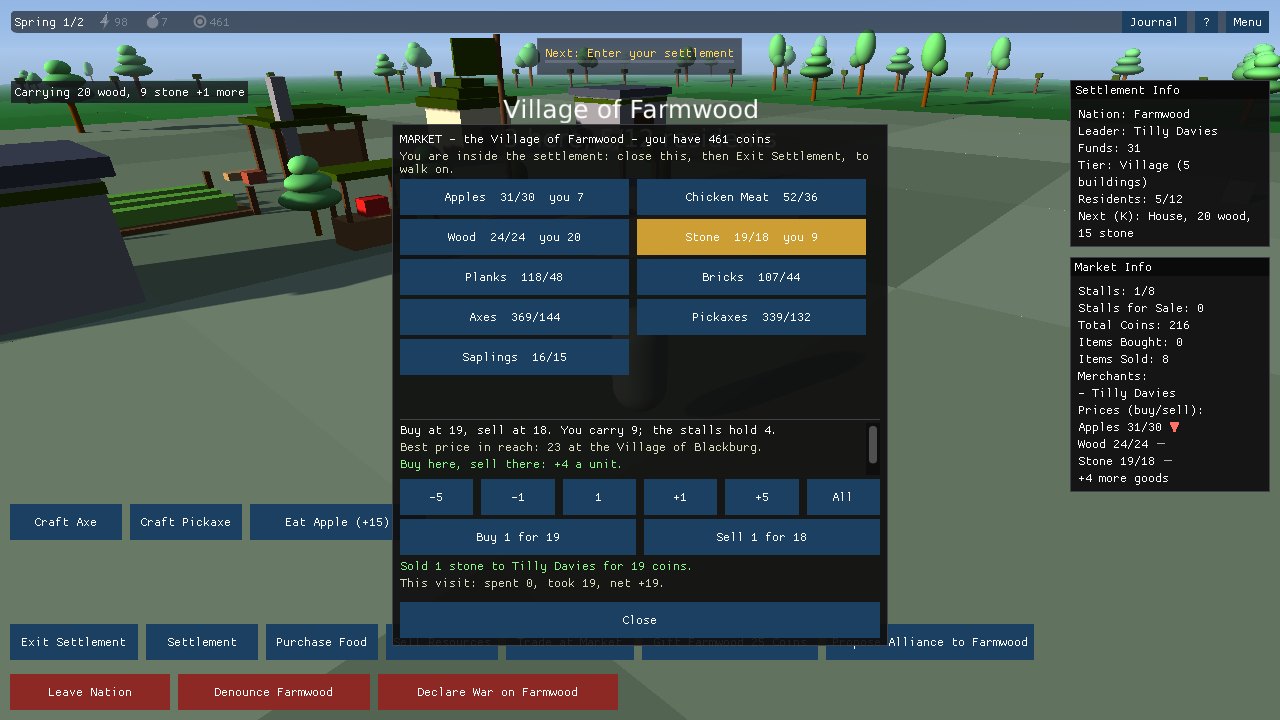 Spring 1/2 98 7 461
Journal ? Menu
Next: Enter your settlement
Carrying 20 wood, 9 stone +1 more
Village of Farmwood
MARKET - the Village of Farmwood - you have 461 coins
You are inside the settlement: close this, then Exit Settlement, to
walk on.
Apples 31/30 you 7
Chicken Meat 52/36
Wood 24/24 you 20
Stone 19/18 you 9
Planks 118/48
Bricks 107/44
Axes 369/144
Pickaxes 339/132
Saplings 16/15
Buy at 19, sell at 18. You carry 9; the stalls hold 4.
Best price in reach: 23 at the Village of Blackburg.
Buy here, sell there: +4 a unit.
-5 -1 1 +1 +5 All
Buy 1 for 19
Sell 1 for 18
Sold 1 stone to Tilly Davies for 19 coins.
This visit: spent 0, took 19, net +19.
Close
Settlement Info
Nation: Farmwood
Leader: Tilly Davies
Funds: 31
Tier: Village (5
buildings)
Residents: 5/12
Next (K): House, 20 wood,
15 stone
Market Info
Stalls: 1/8
Stalls for Sale: 0
Total Coins: 216
Items Bought: 0
Items Sold: 8
Merchants:
- Tilly Davies
Prices (buy/sell):
Apples 31/30 ▼
Wood 24/24 —
Stone 19/18 —
+4 more goods
Craft Axe
Craft Pickaxe
Eat Apple (+15)
Exit Settlement
Settlement
Purchase Food
Sell Resources
Trade at Market
Gift Farmwood 25 Coins
Propose Alliance to Farmwood
Leave Nation
Denounce Farmwood
Declare War on Farmwood